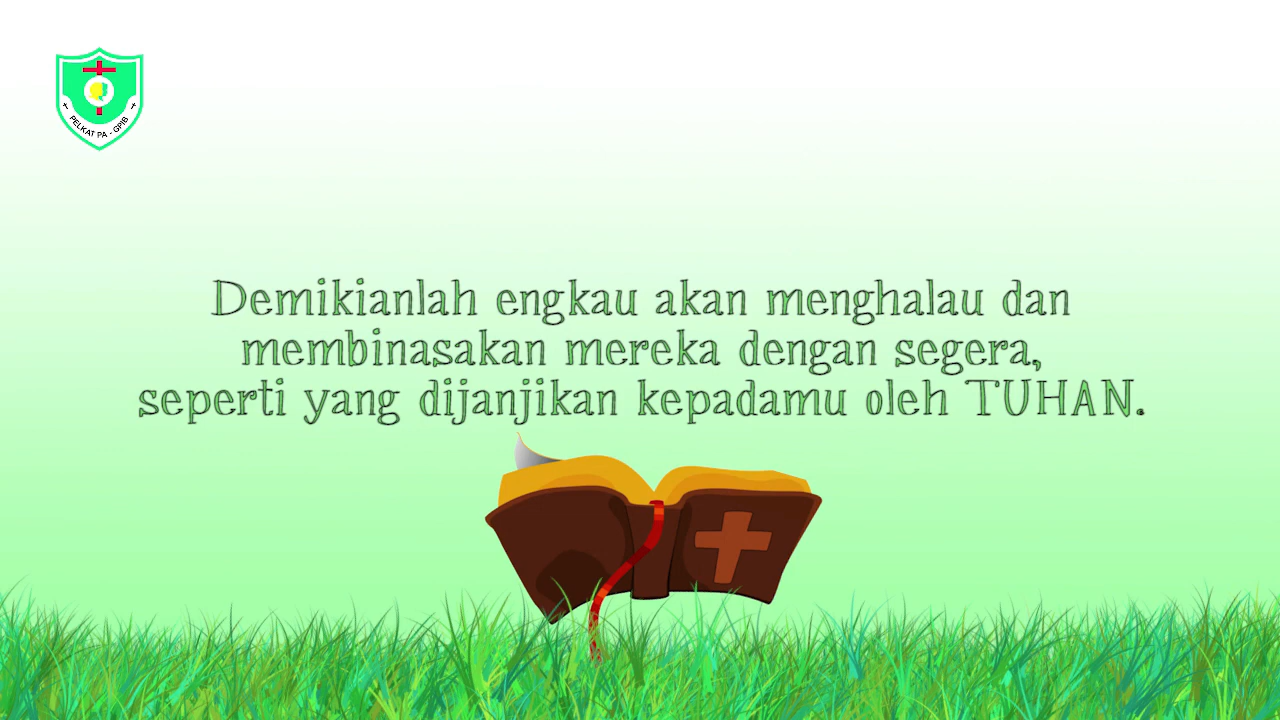 PELKAT PA - GPIB
Demikianlah engkau akan menghalau dan
membinasakan mereka dengan segera,
seperti yang dijanjikan kepadamu oleh TUHAN.